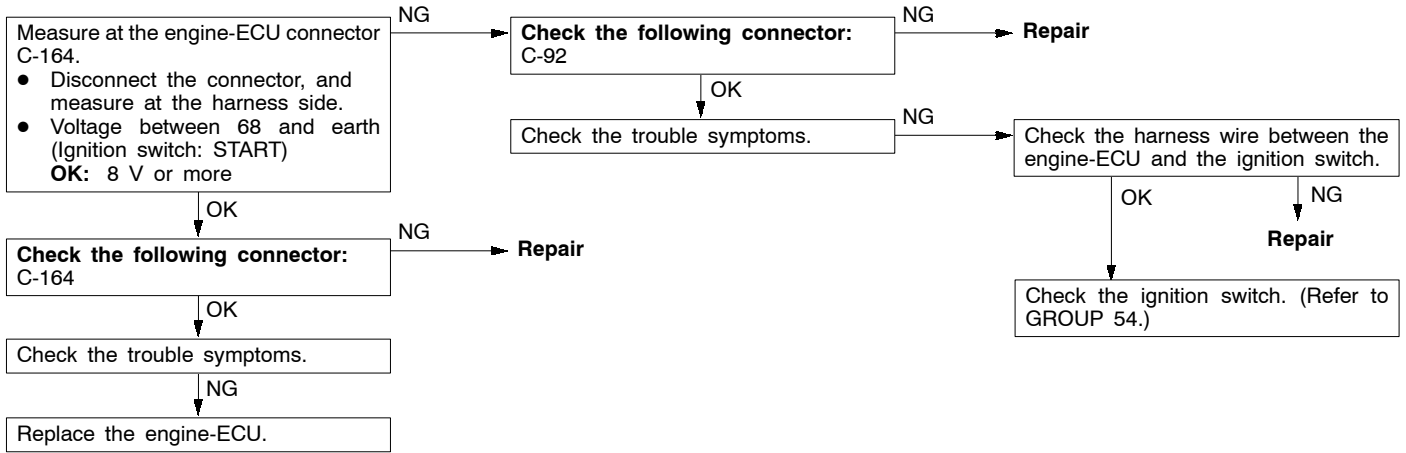 Measure at the engine-ECU connector
C-164.
● Disconnect the connector, and
measure at the harness side.
● Voltage between 68 and earth
(Ignition switch: START)
OK: 8 V or more
NG
Check the following connector:
C-92
NG
Repair
OK
Check the trouble symptoms.
NG
Check the harness wire between the
engine-ECU and the ignition switch.
OK
NG
Repair
Check the ignition switch. (Refer to
GROUP 54.)
OK
Check the following connector:
C-164
NG
Repair
OK
Check the trouble symptoms.
NG
Replace the engine-ECU.